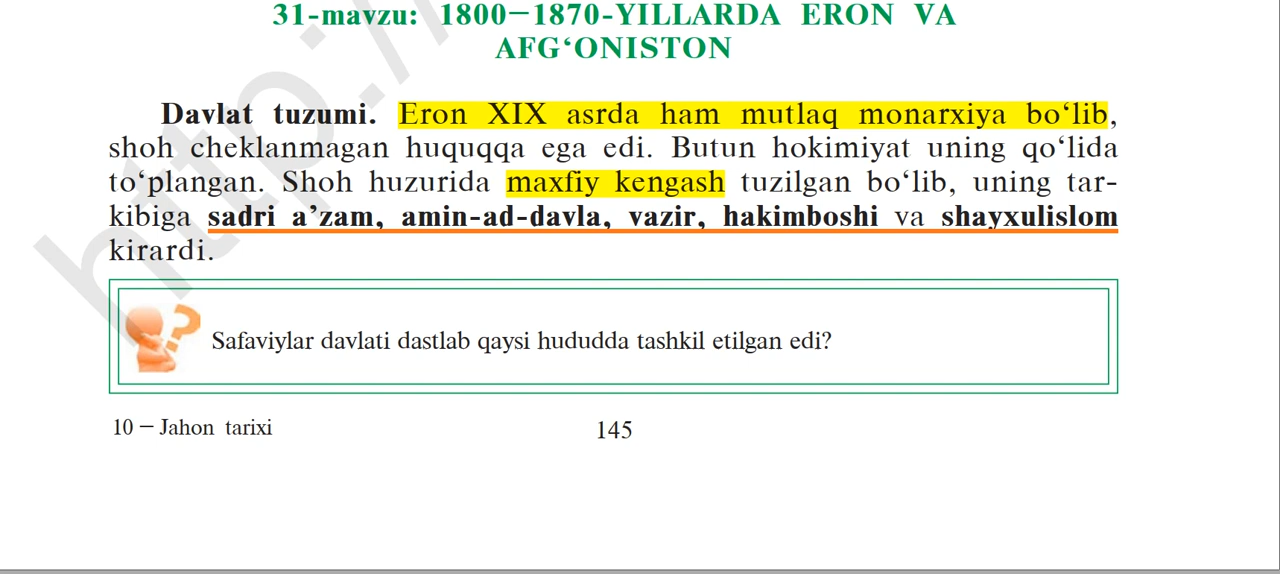 31-mavzu: 1800—1870-YILLARDA ERON VA
AFG‘ONISTON
Davlat tuzumi. Eron XIX asrda ham mutlaq monarxiya bo‘lib,
shoh cheklanmagan huquqqa ega edi. Butun hokimiyat uning qo‘lida
to‘plangan. Shoh huzurida maxfiy kengash tuzilgan bo‘lib, uning tar-
kibiga sadri a’zam, amin-ad-davla, vazir, hakimboshi va shayxulislom
kirardi.
Safaviylar davlati dastlab qaysi hududda tashkil etilgan edi?
10 — Jahon tarixi
145
http:/